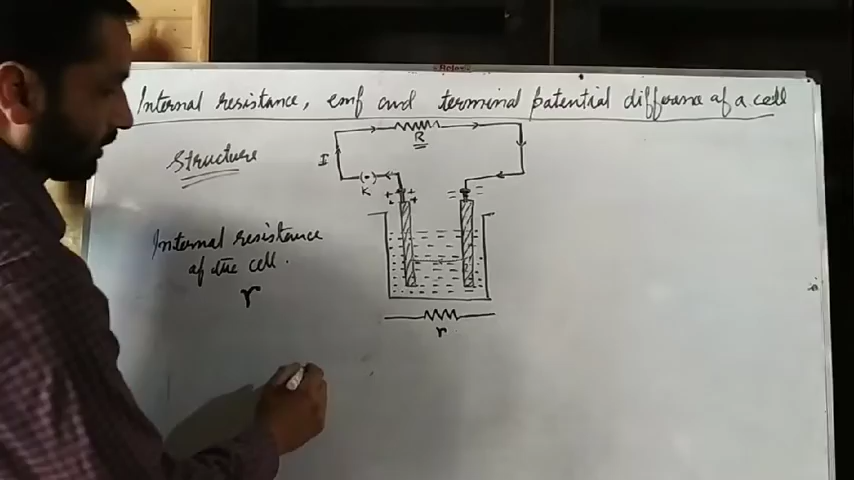 Internal resistance, emf and terminal potential difference of a cell
Structure
R
I
K
+ +
+ +
Internal resistance
of the cell.
r
r